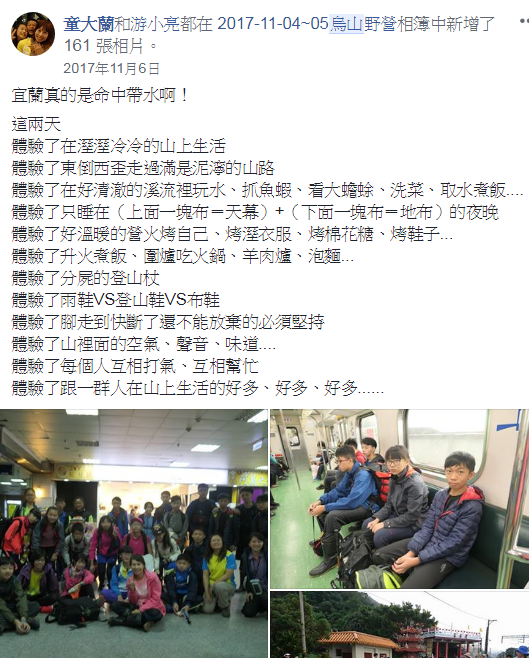 童大蘭和游小亮都在 2017-11-04~05烏山野營相簿中新增了
161 張相片。
2017年11月6日
宜蘭真的是命中帶水啊！
這兩天
體驗了在溼溼冷冷的山上生活
體驗了東倒西歪走過滿是泥濘的山路
體驗了在好清澈的溪流裡玩水、抓魚蝦、看大蟾蜍、洗菜、取水煮飯....
體驗了只睡在（上面一塊布＝天幕）+（下面一塊布＝地布）的夜晚
體驗了好溫暖的營火烤自己、烤溼衣服、烤棉花糖、烤鞋子...
體驗了升火煮飯、圍爐吃火鍋、羊肉爐、泡麵...
體驗了分屍的登山杖
體驗了雨鞋VS登山鞋VS布鞋
體驗了腳走到快斷了還不能放棄的必須堅持
體驗了山裡面的空氣、聲音、味道....
體驗了每個人互相打氣、互相幫忙
體驗了跟一群人在山上生活的好多、好多、好多......